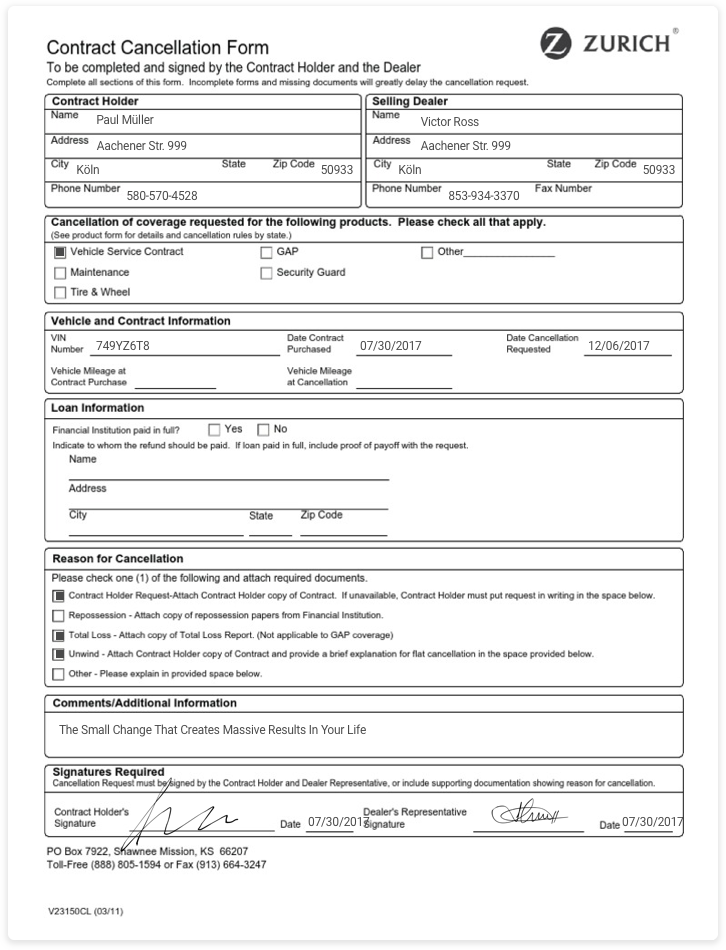 ZURICH®
Contract Cancellation Form
To be completed and signed by the Contract Holder and the Dealer
Complete all sections of this form. Incomplete forms and missing documents will greatly delay the cancellation request.
Contract Holder
Name Paul Müller
Address Aachener Str. 999
City Köln State Zip Code 50933
Phone Number 580-570-4528
Selling Dealer
Name Victor Ross
Address Aachener Str. 999
City Köln State Zip Code 50933
Phone Number 853-934-3370 Fax Number
Cancellation of coverage requested for the following products. Please check all that apply.
(See product form for details and cancellation rules by state.)
Vehicle Service Contract GAP Other
Maintenance Security Guard
Tire & Wheel
Vehicle and Contract Information
VIN Number 749YZ6T8 Date Contract Purchased 07/30/2017 Date Cancellation Requested 12/06/2017
Vehicle Mileage at Contract Purchase Vehicle Mileage at Cancellation
Loan Information
Financial Institution paid in full? Yes No
Indicate to whom the refund should be paid. If loan paid in full, include proof of payoff with the request.
Name
Address
City State Zip Code
Reason for Cancellation
Please check one (1) of the following and attach required documents.
Contract Holder Request-Attach Contract Holder copy of Contract. If unavailable, Contract Holder must put request in writing in the space below.
Repossession - Attach copy of repossession papers from Financial Institution.
Total Loss - Attach copy of Total Loss Report. (Not applicable to GAP coverage)
Unwind - Attach Contract Holder copy of Contract and provide a brief explanation for flat cancellation in the space provided below.
Other - Please explain in provided space below.
Comments/Additional Information
The Small Change That Creates Massive Results In Your Life
Signatures Required
Cancellation Request must be signed by the Contract Holder and Dealer Representative, or include supporting documentation showing reason for cancellation.
Contract Holder's Signature Date 07/30/2017 Dealer's Representative Signature Date 07/30/2017
PO Box 7922, Shawnee Mission, KS 66207
Toll-Free (888) 805-1594 or Fax (913) 664-3247
V23150CL (03/11)